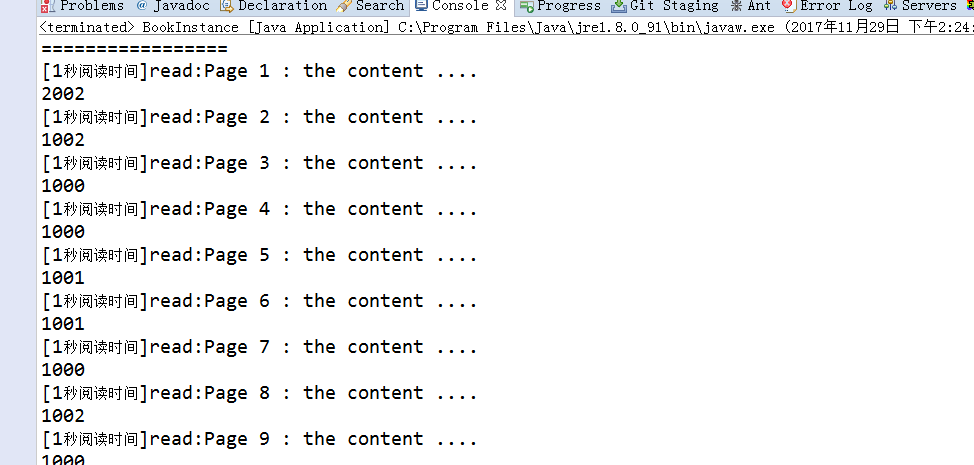 Problems @ Javadoc Declaration Search Console Progress Git Staging Ant Error Log Servers
<terminated> BookInstance [Java Application] C:\Program Files\Java\jre1.8.0_91\bin\javaw.exe (2017年11月29日 下午2:24:
=================
[1秒阅读时间]read:Page 1 : the content ....
2002
[1秒阅读时间]read:Page 2 : the content ....
1002
[1秒阅读时间]read:Page 3 : the content ....
1000
[1秒阅读时间]read:Page 4 : the content ....
1000
[1秒阅读时间]read:Page 5 : the content ....
1001
[1秒阅读时间]read:Page 6 : the content ....
1001
[1秒阅读时间]read:Page 7 : the content ....
1000
[1秒阅读时间]read:Page 8 : the content ....
1002
[1秒阅读时间]read:Page 9 : the content ....
1000